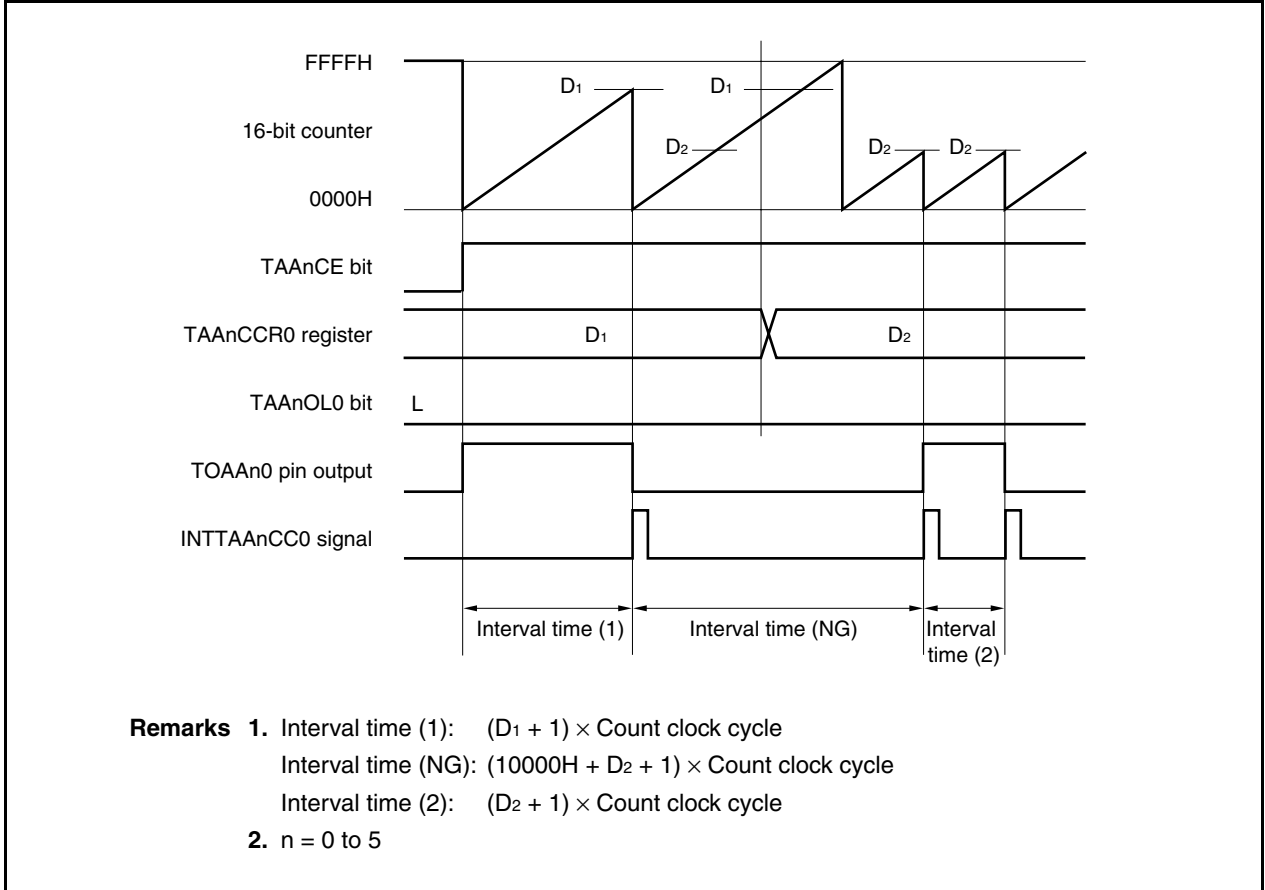 FFFFH
D1 D1
16-bit counter
D2 D2 D2
0000H
TAAnCE bit
TAAnCCR0 register D1 D2
TAAnOL0 bit L
TOAAn0 pin output
INTTAAnCC0 signal
Interval time (1) Interval time (NG) Interval
time (2)
Remarks 1. Interval time (1): (D1 + 1) × Count clock cycle
Interval time (NG): (10000H + D2 + 1) × Count clock cycle
Interval time (2): (D2 + 1) × Count clock cycle
2. n = 0 to 5